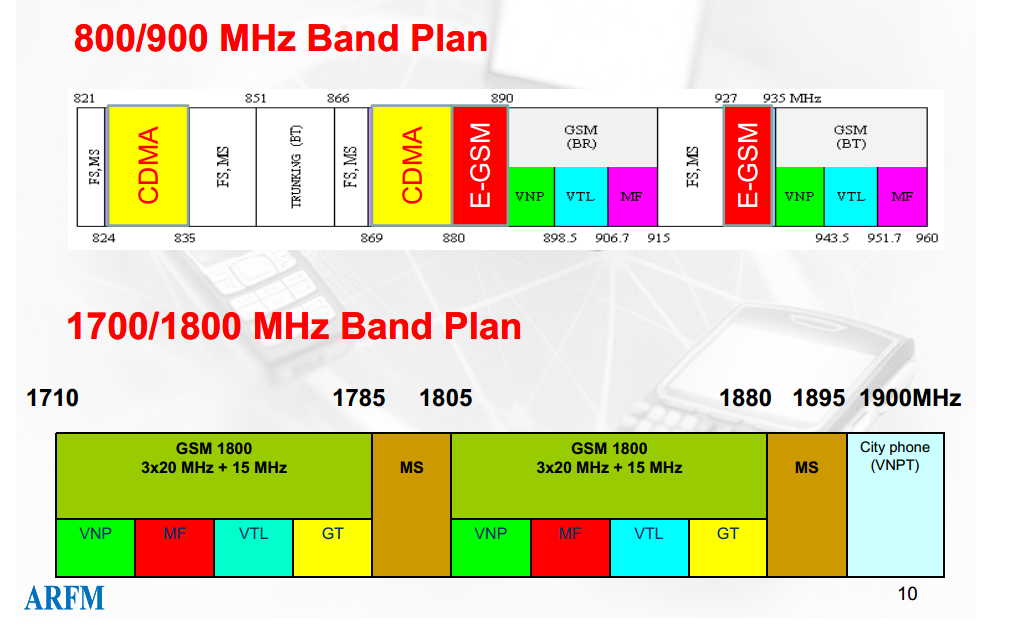 800/900 MHz Band Plan
821
851
866
890
927
935 MHz
FS, MS
CDMA
FS, MS
TRUNKING (BT)
FS, MS
CDMA
E-GSM
GSM
(BR)
VNP
VTL
MF
FS, MS
E-GSM
GSM
(BT)
VNP
VTL
MF
824
835
869
880
898.5
906.7
915
943.5
951.7
960
1700/1800 MHz Band Plan
1710
1785
1805
1880
1895
1900MHz
GSM 1800
3x20 MHz + 15 MHz
MS
GSM 1800
3x20 MHz + 15 MHz
MS
City phone
(VNPT)
VNP
MF
VTL
GT
VNP
MF
VTL
GT
ARFM
10